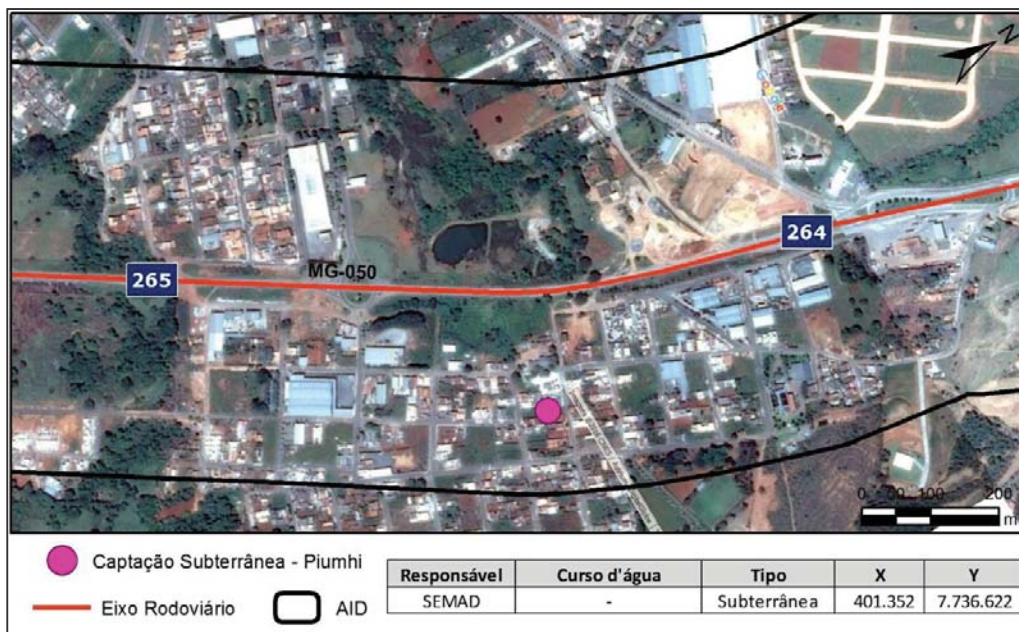 N
264
MG-050
265
0 50 100 200
m
Captação Subterrânea - Piumhi
Eixo Rodoviário
AID
Responsável Curso d'água Tipo X Y
SEMAD - Subterrânea 401.352 7.736.622